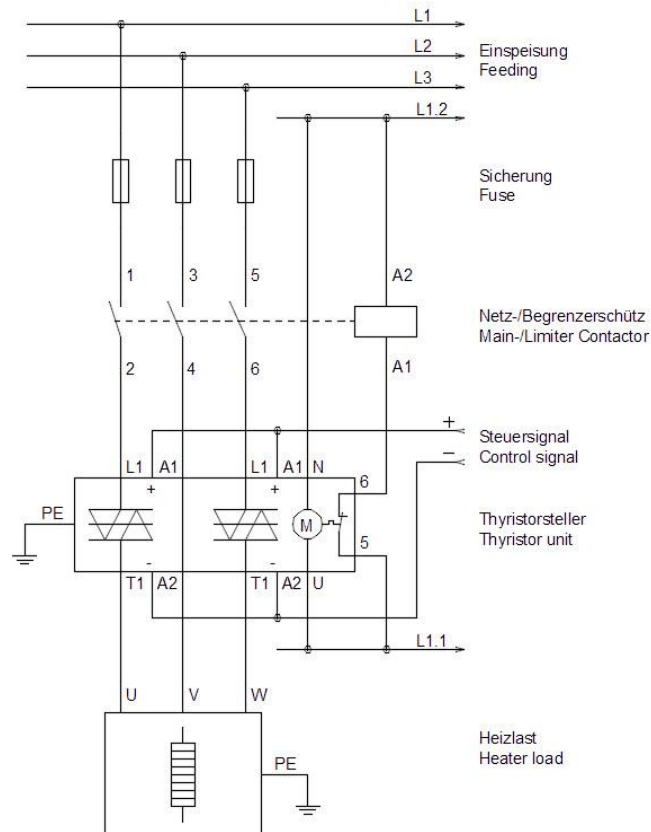 L1
L2
Einspeisung
Feeding
L3
L1.2
Sicherung
Fuse
1 3 5 A2
Netz-/Begrenzerschütz
Main-/Limiter Contactor
2 4 6 A1
+
Steuersignal
– Control signal
L1 A1 L1 A1 N
6
+ +
PE
Thyristorsteller
M
Thyristor unit
5
- -
T1 A2 T1 A2 U
L1.1
U V W
Heizlast
PE
Heater load